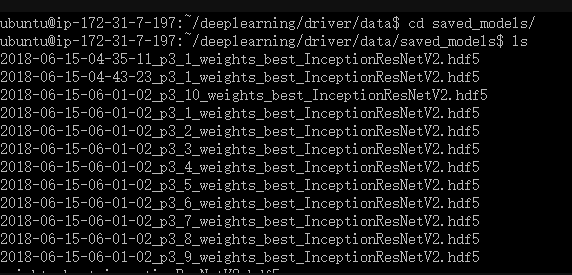 ubuntu@ip-172-31-7-197:~/deeplearning/driver/data$ cd saved_models/
ubuntu@ip-172-31-7-197:~/deeplearning/driver/data/saved_models$ ls
2018-06-15-04-35-11_p3_1_weights_best_InceptionResNetV2.hdf5
2018-06-15-04-43-23_p3_1_weights_best_InceptionResNetV2.hdf5
2018-06-15-06-01-02_p3_10_weights_best_InceptionResNetV2.hdf5
2018-06-15-06-01-02_p3_1_weights_best_InceptionResNetV2.hdf5
2018-06-15-06-01-02_p3_2_weights_best_InceptionResNetV2.hdf5
2018-06-15-06-01-02_p3_3_weights_best_InceptionResNetV2.hdf5
2018-06-15-06-01-02_p3_4_weights_best_InceptionResNetV2.hdf5
2018-06-15-06-01-02_p3_5_weights_best_InceptionResNetV2.hdf5
2018-06-15-06-01-02_p3_6_weights_best_InceptionResNetV2.hdf5
2018-06-15-06-01-02_p3_7_weights_best_InceptionResNetV2.hdf5
2018-06-15-06-01-02_p3_8_weights_best_InceptionResNetV2.hdf5
2018-06-15-06-01-02_p3_9_weights_best_InceptionResNetV2.hdf5